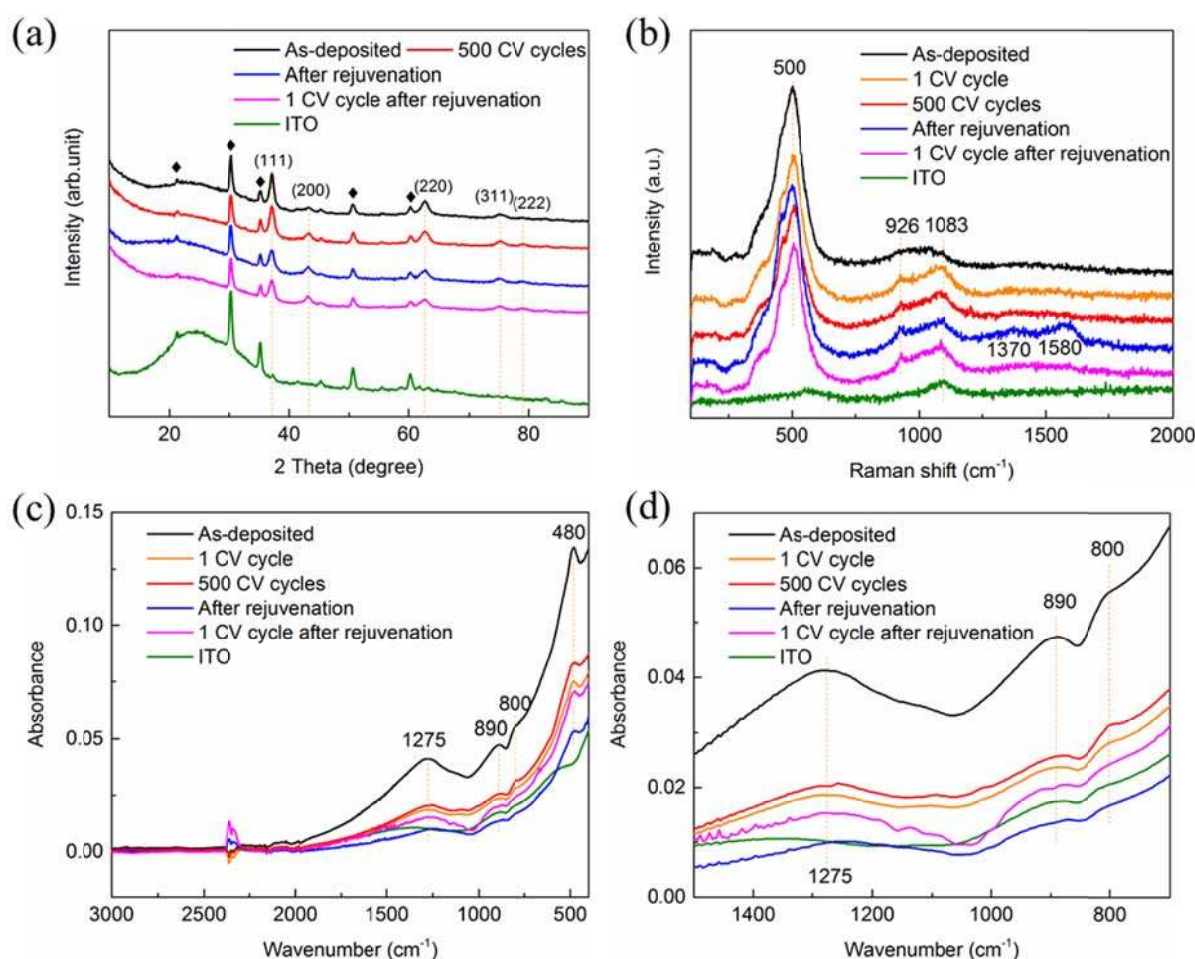 (a)
As-deposited 500 CV cycles
After rejuvenation
1 CV cycle after rejuvenation
ITO
♦ ♦ ♦ (111) (200) ♦ ♦ (220) (311) (222)
Intensity (arb.unit)
20 40 60 80
2 Theta (degree)
(b)
As-deposited
1 CV cycle
500 CV cycles
After rejuvenation
1 CV cycle after rejuvenation
ITO
500
926 1083
1370 1580
Intensity (a.u.)
500 1000 1500 2000
Raman shift (cm⁻¹)
(c)
As-deposited
1 CV cycle
500 CV cycles
After rejuvenation
1 CV cycle after rejuvenation
ITO
480
800
890
1275
0.15
0.10
0.05
0.00
Absorbance
3000 2500 2000 1500 1000 500
Wavenumber (cm⁻¹)
(d)
As-deposited
1 CV cycle
500 CV cycles
After rejuvenation
1 CV cycle after rejuvenation
ITO
800
890
1275
1275
0.06
0.04
0.02
0.00
Absorbance
1400 1200 1000 800
Wavenumber (cm⁻¹)